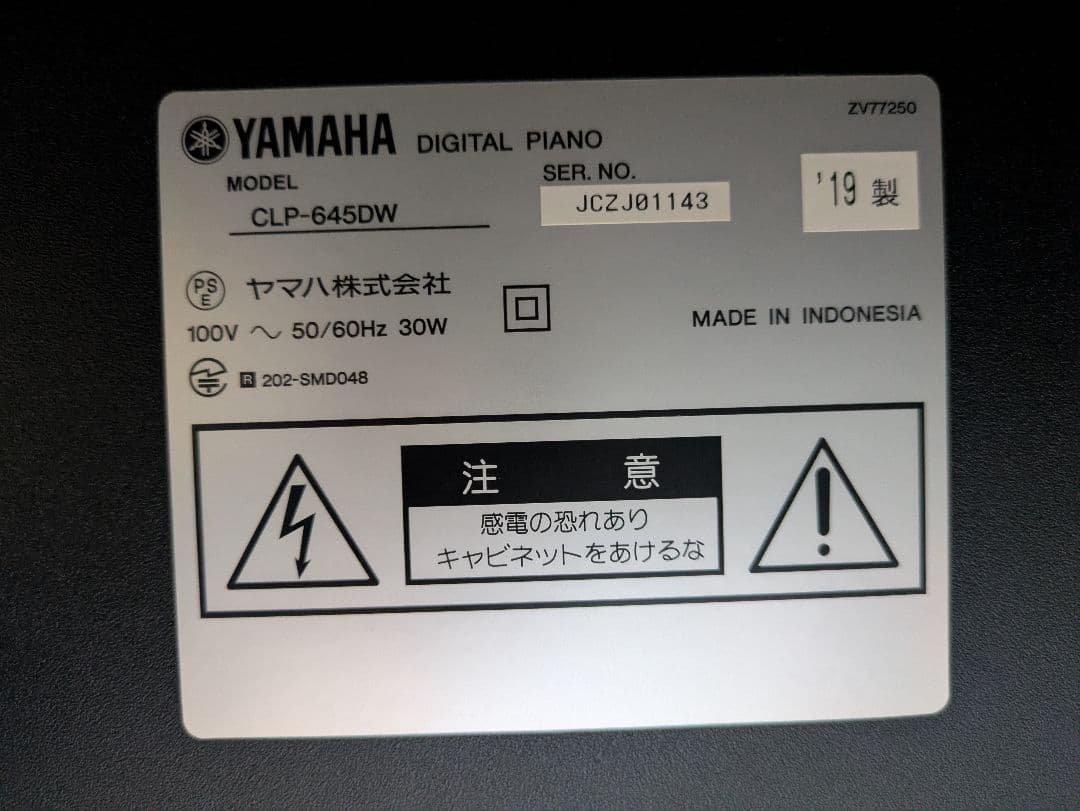 ZV77250
YAMAHA DIGITAL PIANO
MODEL
CLP-645DW
SER. NO.
JCZJ01143
'19 製
PSE
ヤマハ株式会社
100V ～ 50/60Hz 30W
MADE IN INDONESIA
R 202-SMD048
注意
感電の恐れあり
キャビネットをあけるな